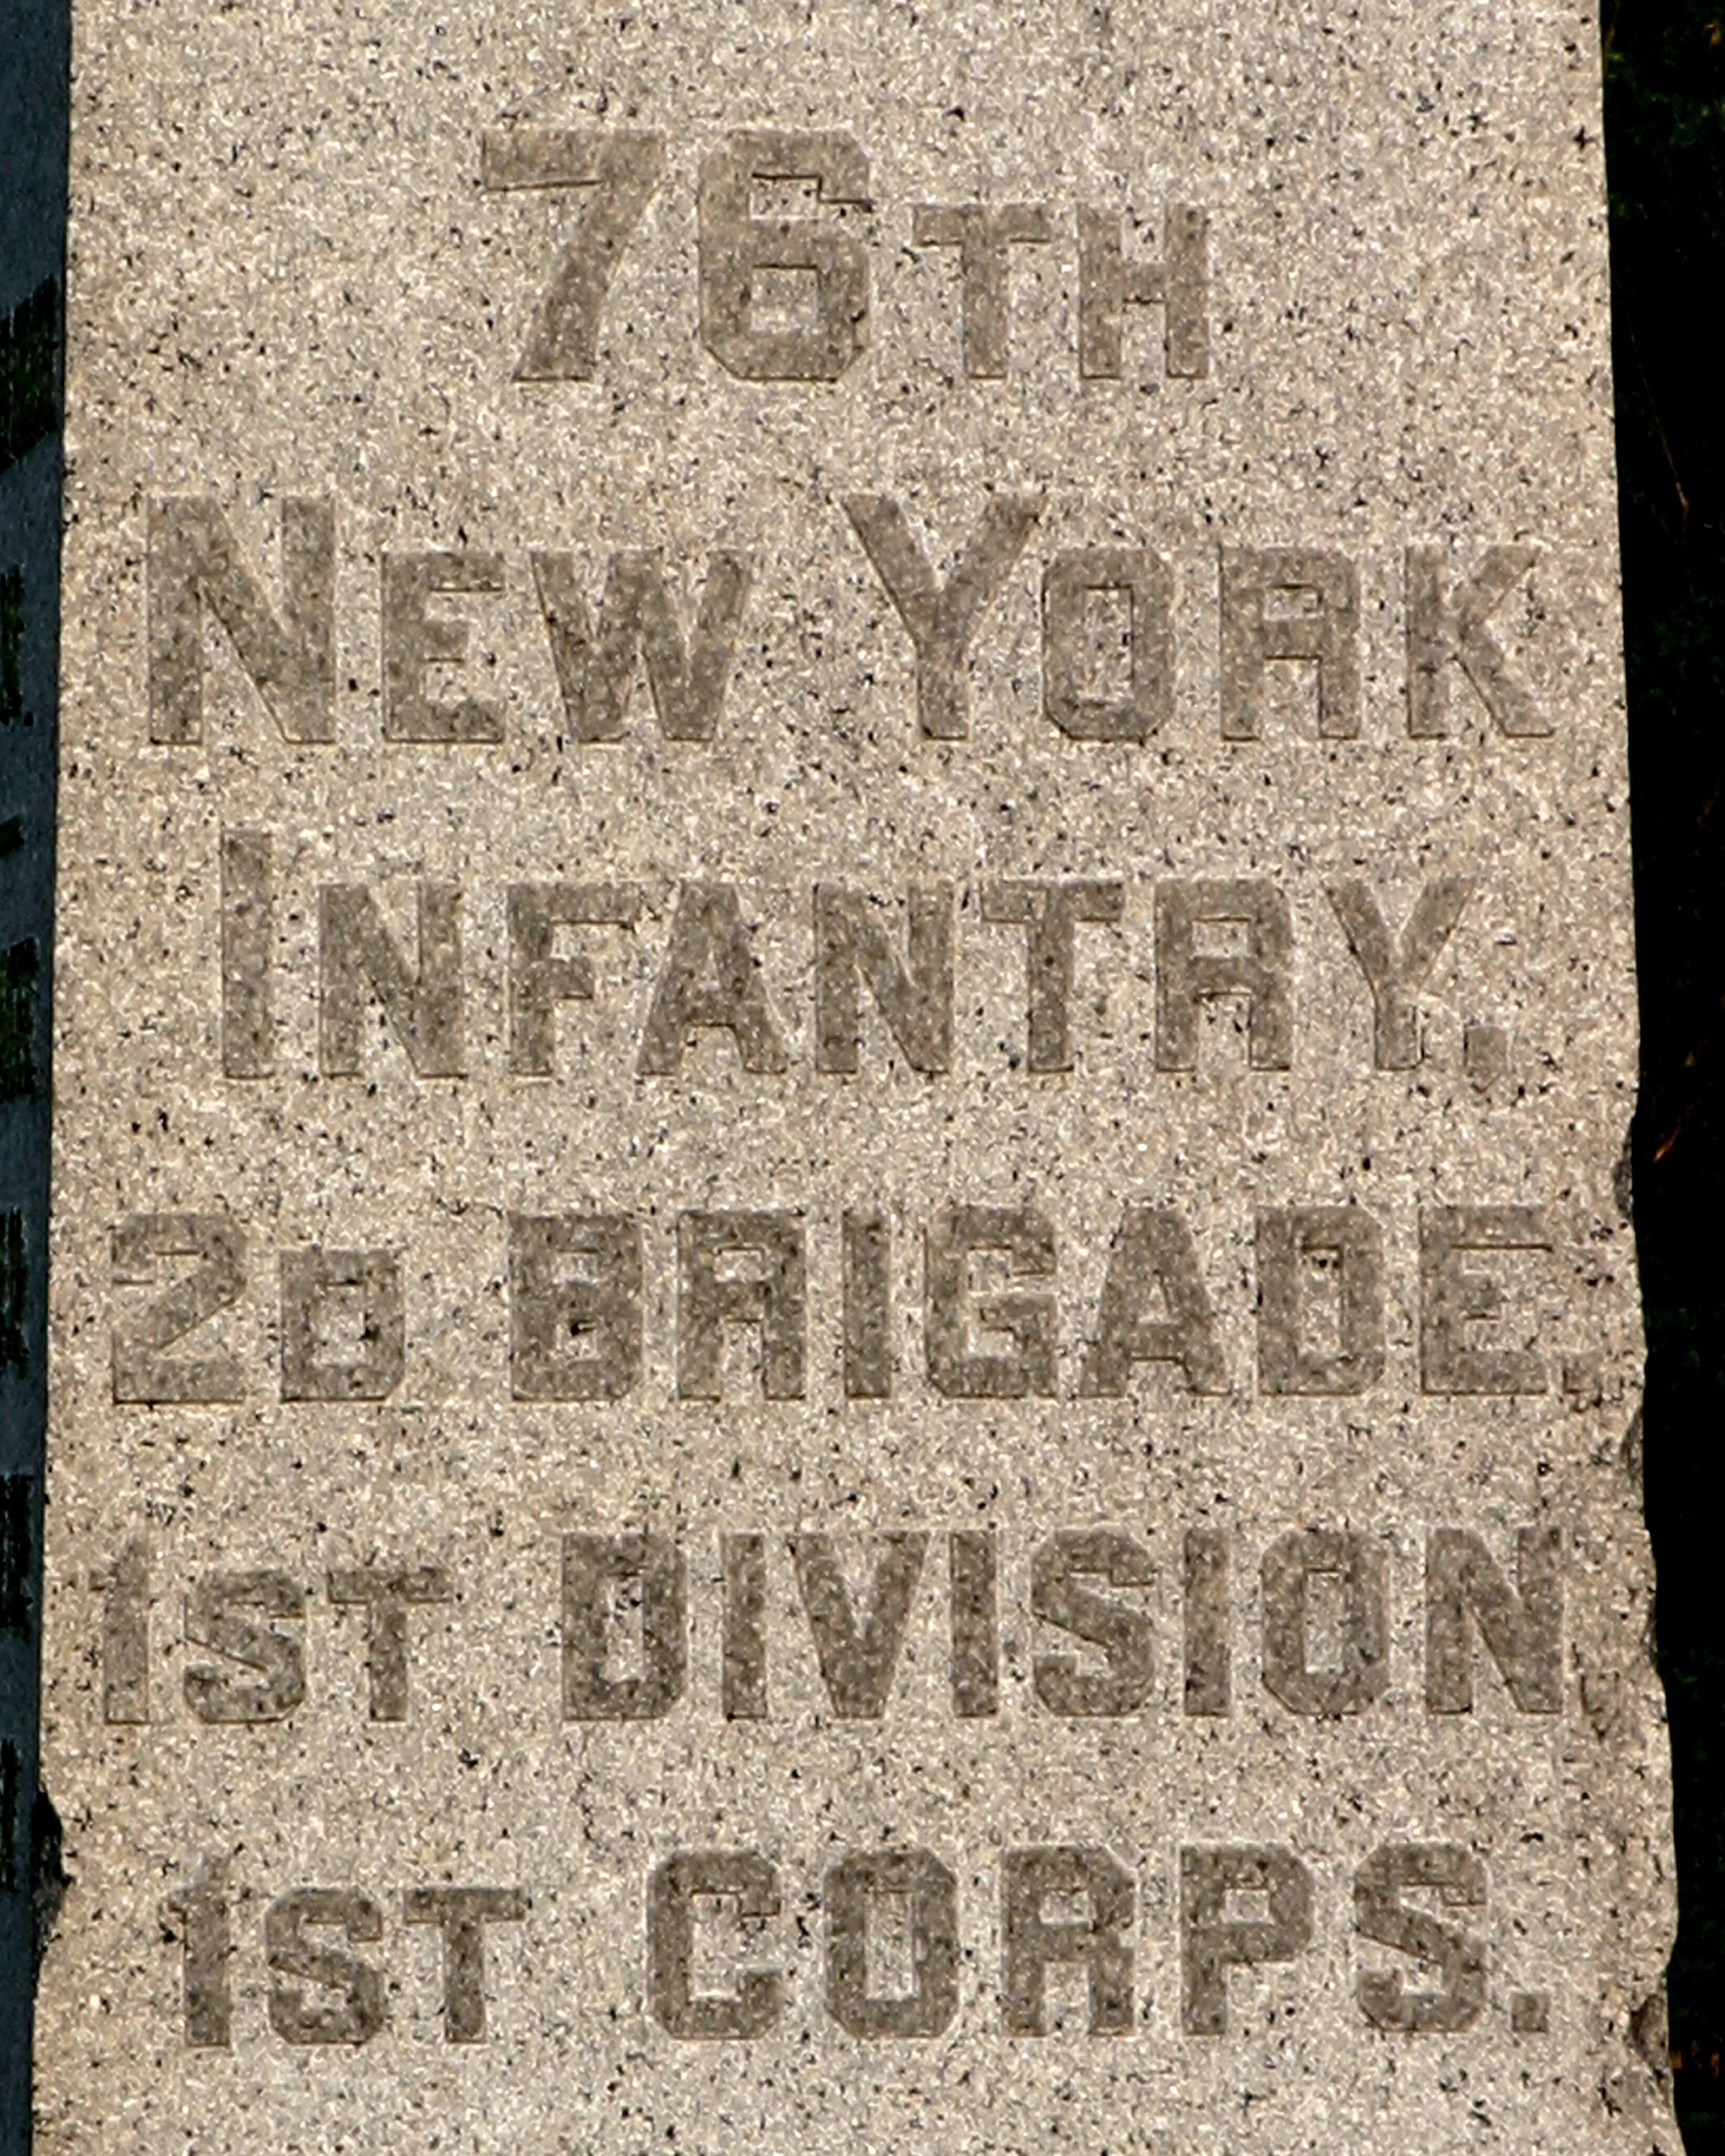 76TH
NEW YORK
INFANTRY,
2D BRIGADE,
1ST DIVISION,
1ST CORPS.